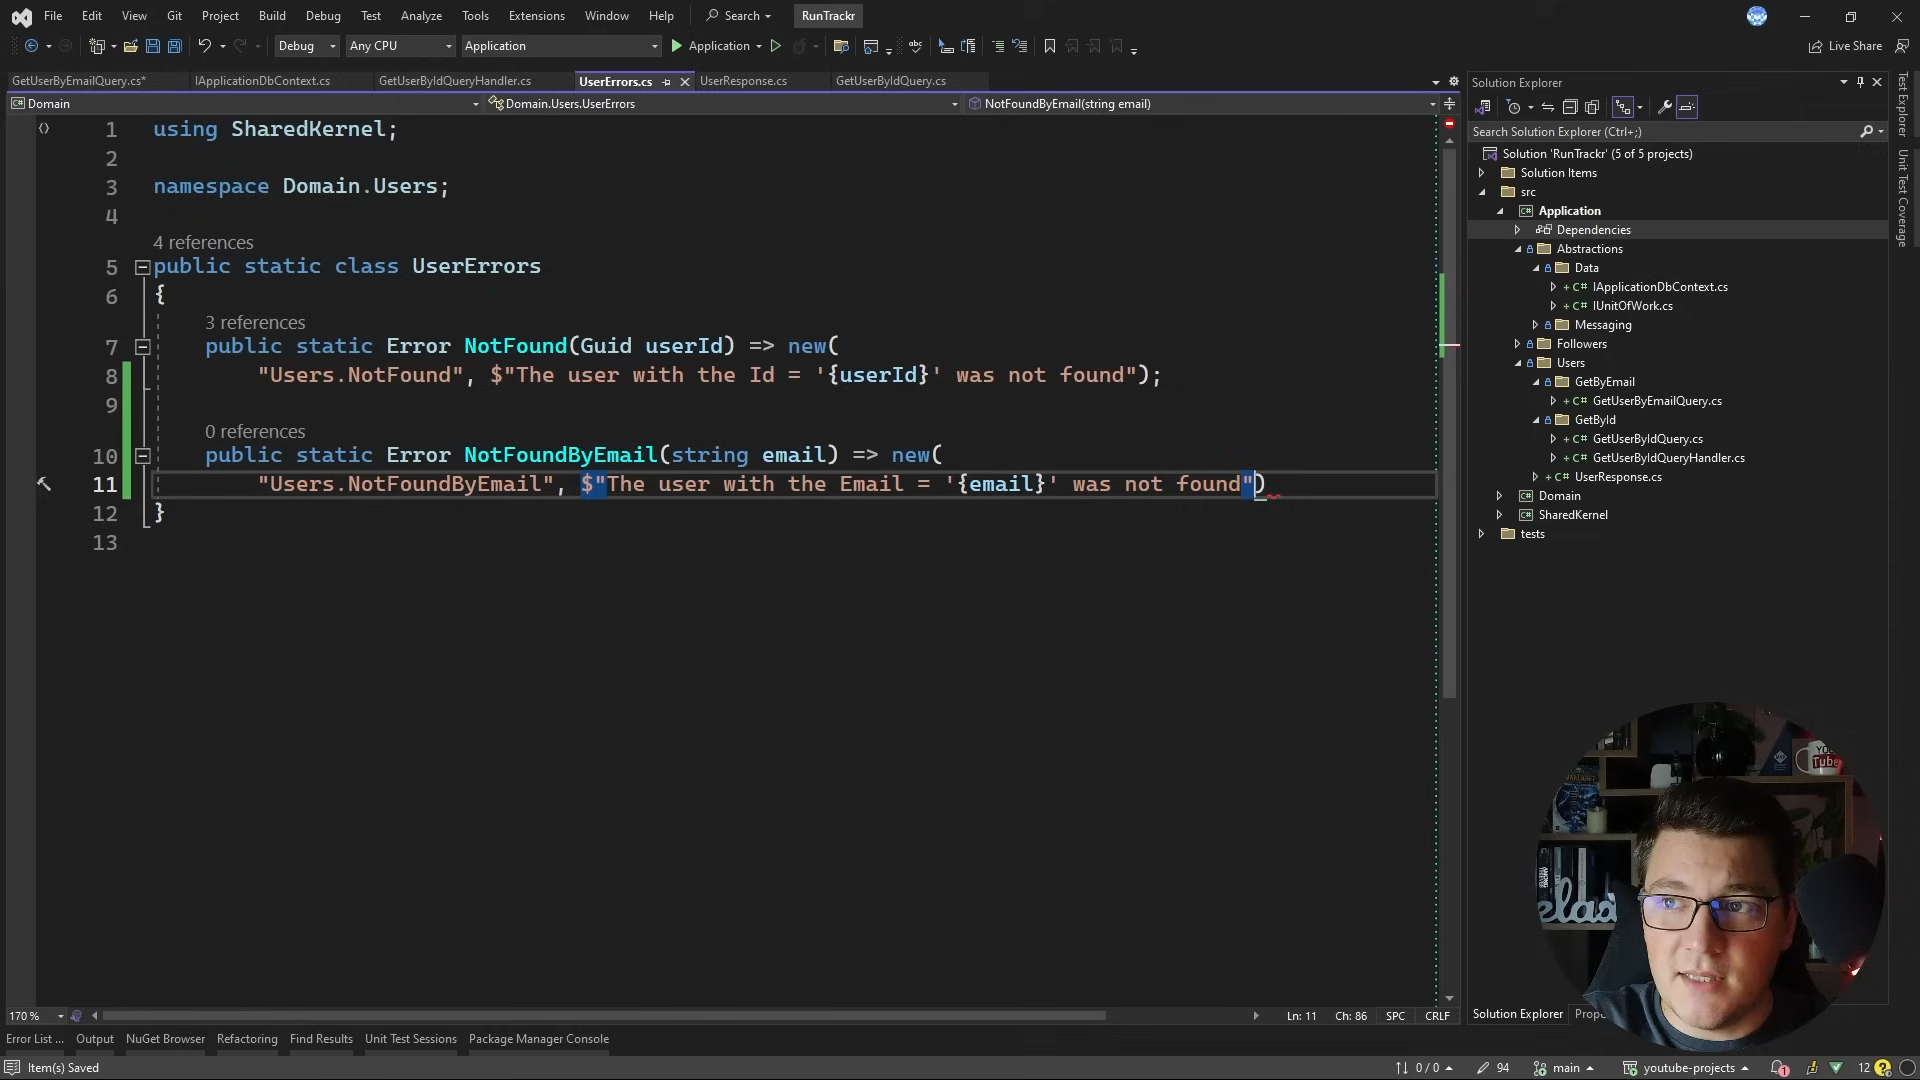 File Edit View Git Project Build Debug Test Analyze Tools Extensions Window Help Search RunTrackr
Debug Any CPU Application Application Live Share
GetUserByEmailQuery.cs* IApplicationDbContext.cs GetUserByIdQueryHandler.cs UserErrors.cs UserResponse.cs GetUserByIdQuery.cs
Domain Domain.Users.UserErrors NotFoundByEmail(string email)
1 using SharedKernel;
2
3 namespace Domain.Users;
4
4 references
5 public static class UserErrors
6 {
3 references
7 public static Error NotFound(Guid userId) => new(
8 "Users.NotFound", $"The user with the Id = '{userId}' was not found");
9
0 references
10 public static Error NotFoundByEmail(string email) => new(
11 "Users.NotFoundByEmail", $"The user with the Email = '{email}' was not found")
12 }
13
170 % Ln: 11 Ch: 86 SPC CRLF
Error List ... Output NuGet Browser Refactoring Find Results Unit Test Sessions Package Manager Console
Item(s) Saved 0 / 0 94 main youtube-projects 1 12
Solution Explorer
Search Solution Explorer (Ctrl+;)
Solution 'RunTrackr' (5 of 5 projects)
Solution Items
src
C# Application
Dependencies
Abstractions
Data
C# IApplicationDbContext.cs
C# IUnitOfWork.cs
Messaging
Followers
Users
GetByEmail
C# GetUserByEmailQuery.cs
GetById
C# GetUserByIdQuery.cs
C# GetUserByIdQueryHandler.cs
C# UserResponse.cs
C# Domain
C# SharedKernel
tests
Solution Explorer Prope
Test Explorer
Unit Test Coverage
YOU
Tube